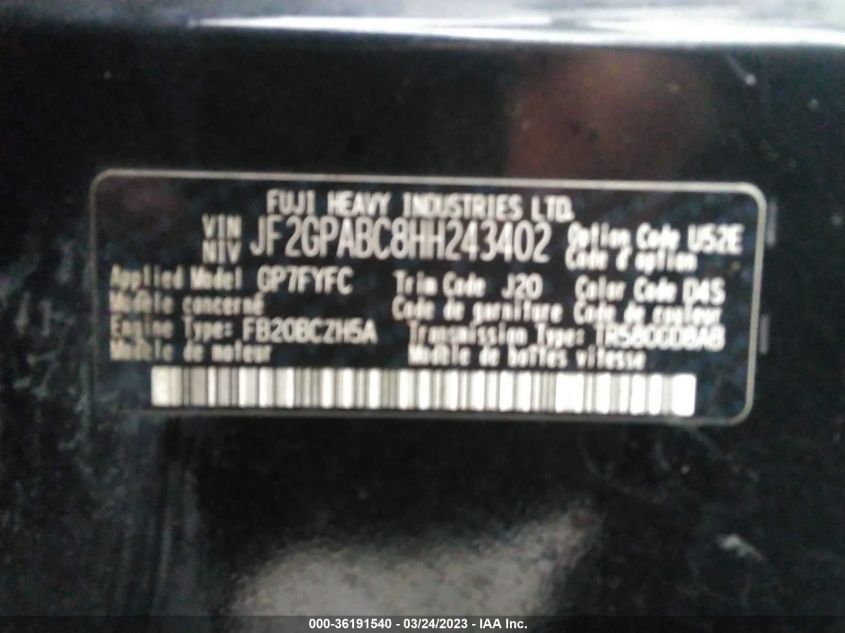 FUJI HEAVY INDUSTRIES LTD.
VIN NIV JF2GPABC8HH243402 Option Code U52E
Code d'option
Applied Model GP7FYFC Trim Code J20 Color Code D4S
Modèle concerné Code de garniture Code de couleur
Engine Type: FB20BCZH5A Transmission Type: TR580GDBAB
Modèle de moteur Modèle de boîtes vitesse
000-36191540 - 03/24/2023 - IAA Inc.